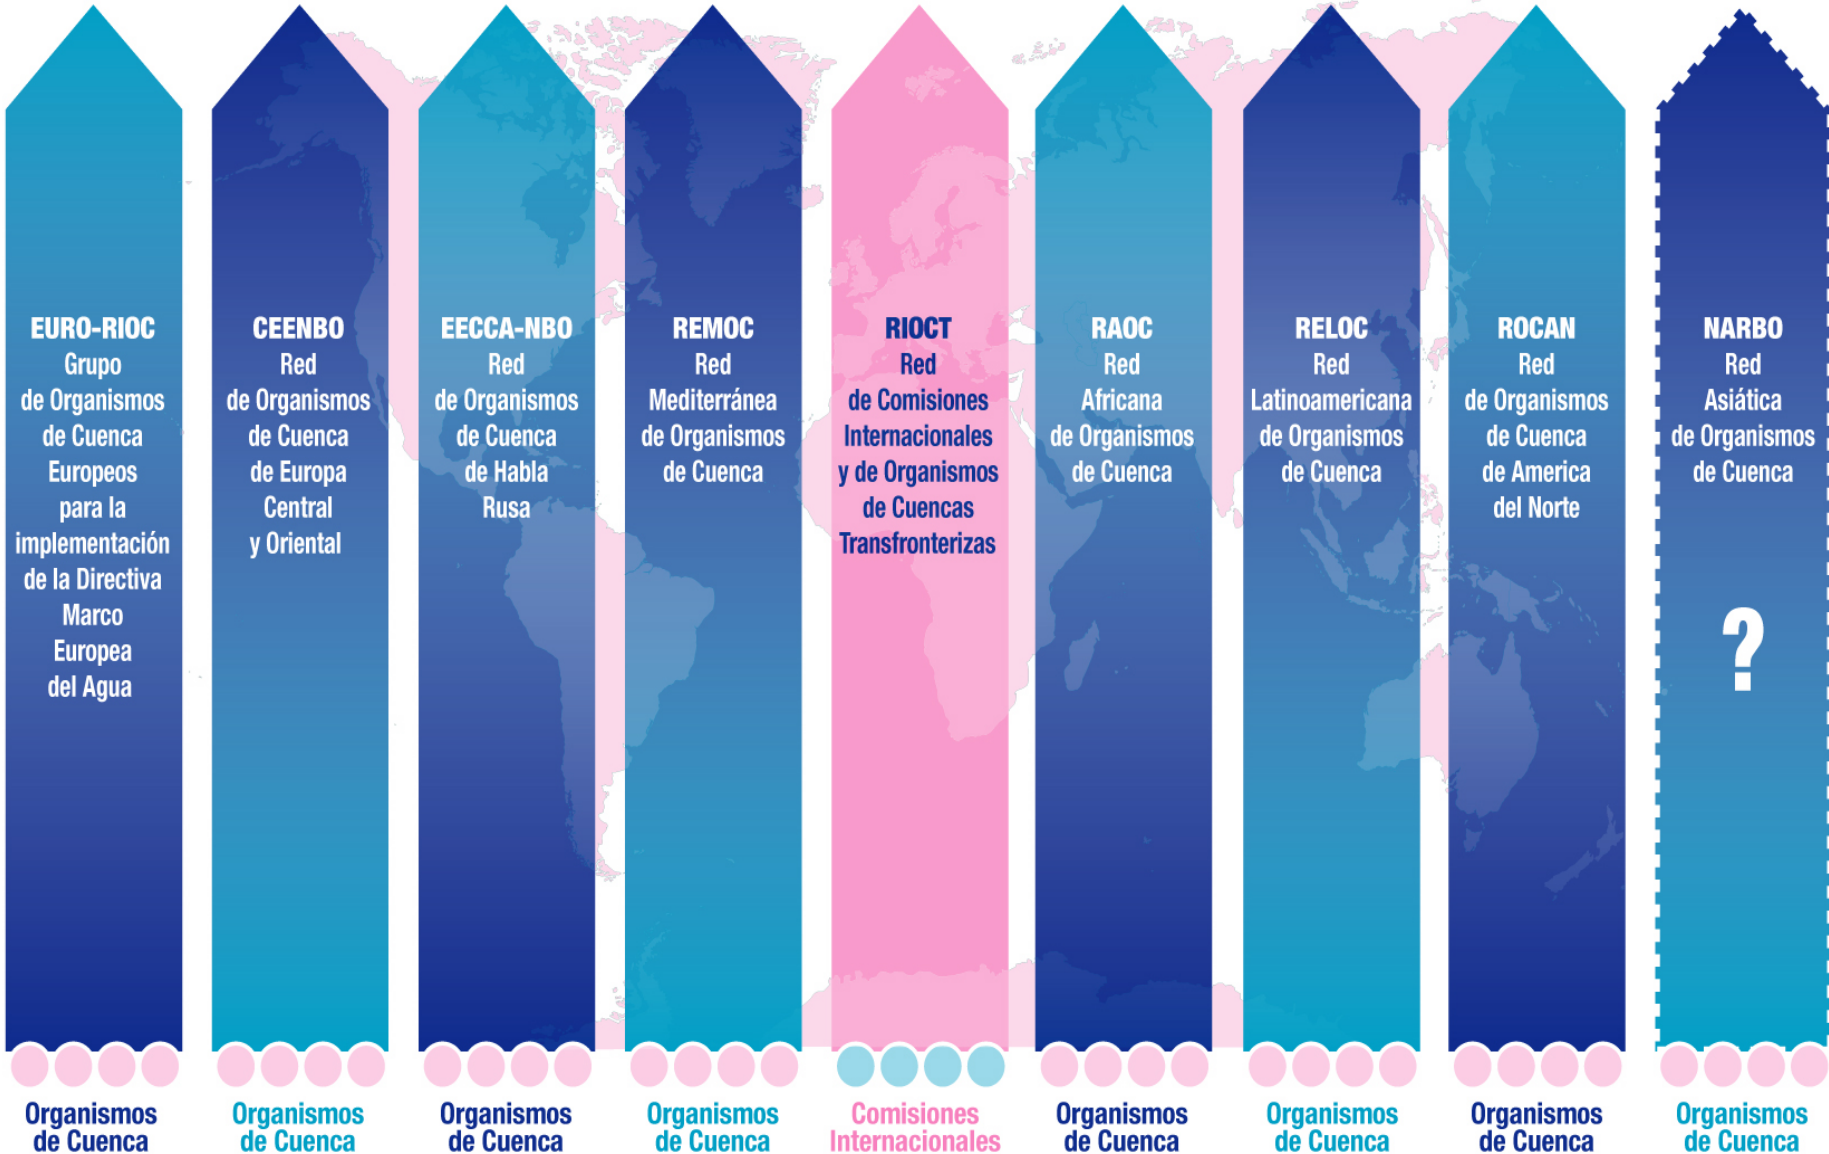 EURO-RIOC
Grupo
de Organismos
de Cuenca
Europeos
para la
implementación
de la Directiva
Marco
Europea
del Agua
CEENBO
Red
de Organismos
de Cuenca
de Europa
Central
y Oriental
EECCA-NBO
Red
de Organismos
de Cuenca
de Habla
Rusa
REMOC
Red
Mediterránea
de Organismos
de Cuenca
RIOCT
Red
de Comisiones
Internacionales
y de Organismos
de Cuencas
Transfronterizas
RAOC
Red
Africana
de Organismos
de Cuenca
RELOC
Red
Latinoamericana
de Organismos
de Cuenca
ROCAN
Red
de Organismos
de Cuenca
de America
del Norte
NARBO
Red
Asiática
de Organismos
de Cuenca
?
Organismos
de Cuenca
Organismos
de Cuenca
Organismos
de Cuenca
Organismos
de Cuenca
Comisiones
Internacionales
Organismos
de Cuenca
Organismos
de Cuenca
Organismos
de Cuenca
Organismos
de Cuenca